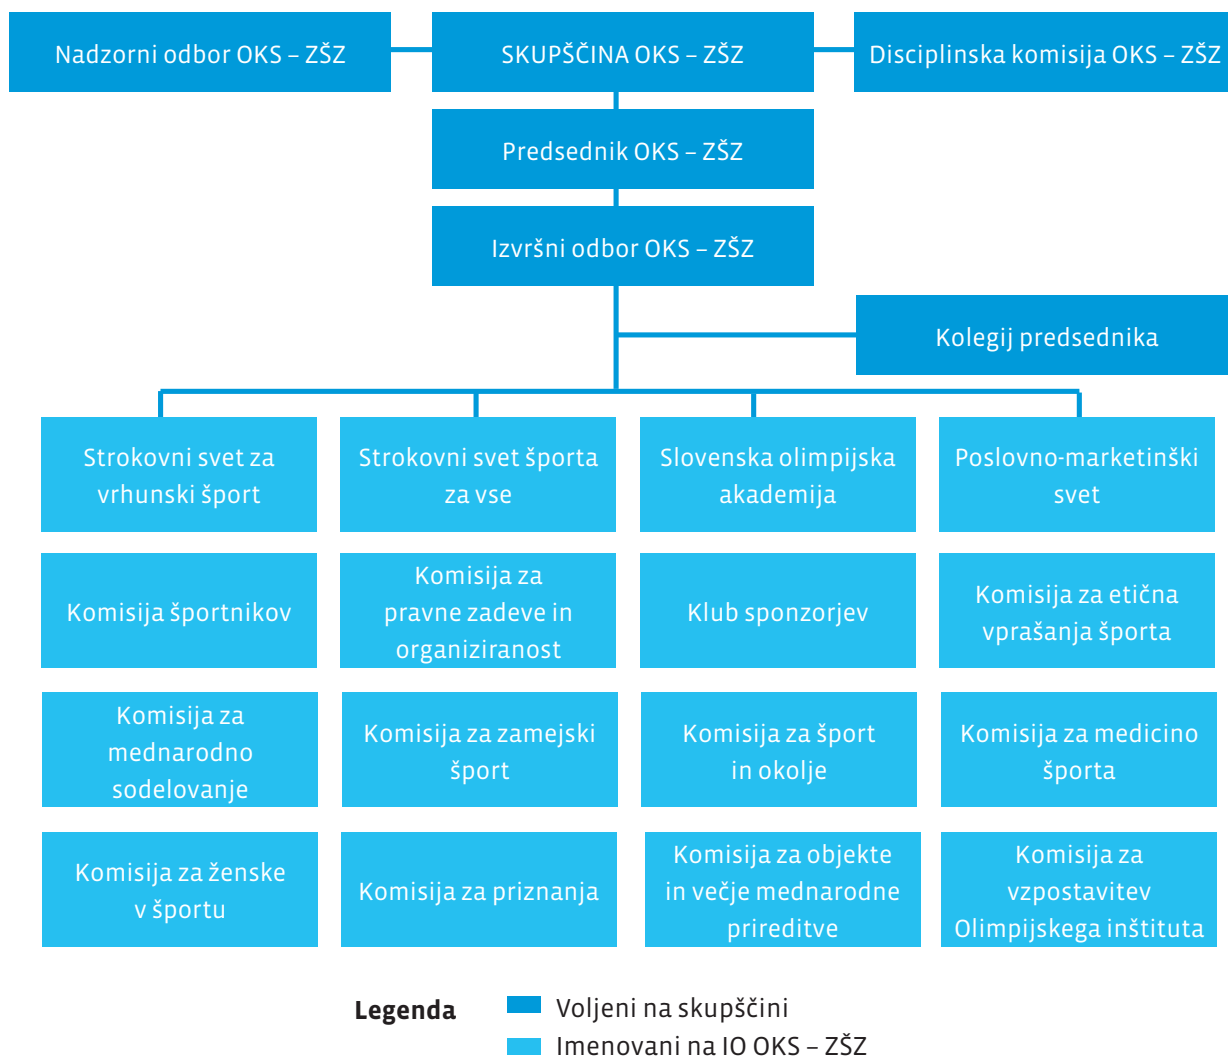 Nadzorni odbor OKS – ZŠZ
SKUPŠČINA OKS – ZŠZ
Disciplinska komisija OKS – ZŠZ
Predsednik OKS – ZŠZ
Izvršni odbor OKS – ZŠZ
Kolegij predsednika
Strokovni svet za
vrhunski šport
Strokovni svet športa
za vse
Slovenska olimpijska
akademija
Poslovno-marketinški
svet
Komisija športnikov
Komisija za
pravne zadeve in
organiziranost
Klub sponzorjev
Komisija za etična
vprašanja športa
Komisija za
mednarodno
sodelovanje
Komisija za zamejski
šport
Komisija za šport
in okolje
Komisija za medicino
športa
Komisija za ženske
v športu
Komisija za priznanja
Komisija za objekte
in večje mednarodne
prireditve
Komisija za
vzpostavitev
Olimpijskega inštituta
Legenda
Voljeni na skupščini
Imenovani na IO OKS – ZŠZ